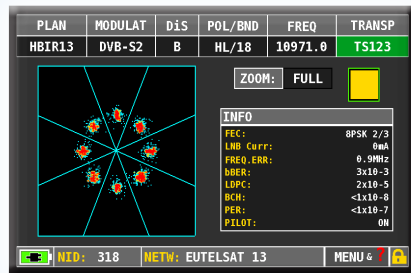 PLAN MODULAT DiS POL/BND FREQ TRANSP
HBIR13 DVB-S2 B HL/18 10971.0 TS123
ZOOM: FULL
INFO
FEC: 8PSK 2/3
LNB Curr: 0mA
FREQ.ERR: 0.9MHz
bBER: 3x10-3
LDPC: 2x10-5
BCH: <1x10-8
PER: <1x10-7
PILOT: ON
NID: 318 NETW: EUTELSAT 13 MENU & ?